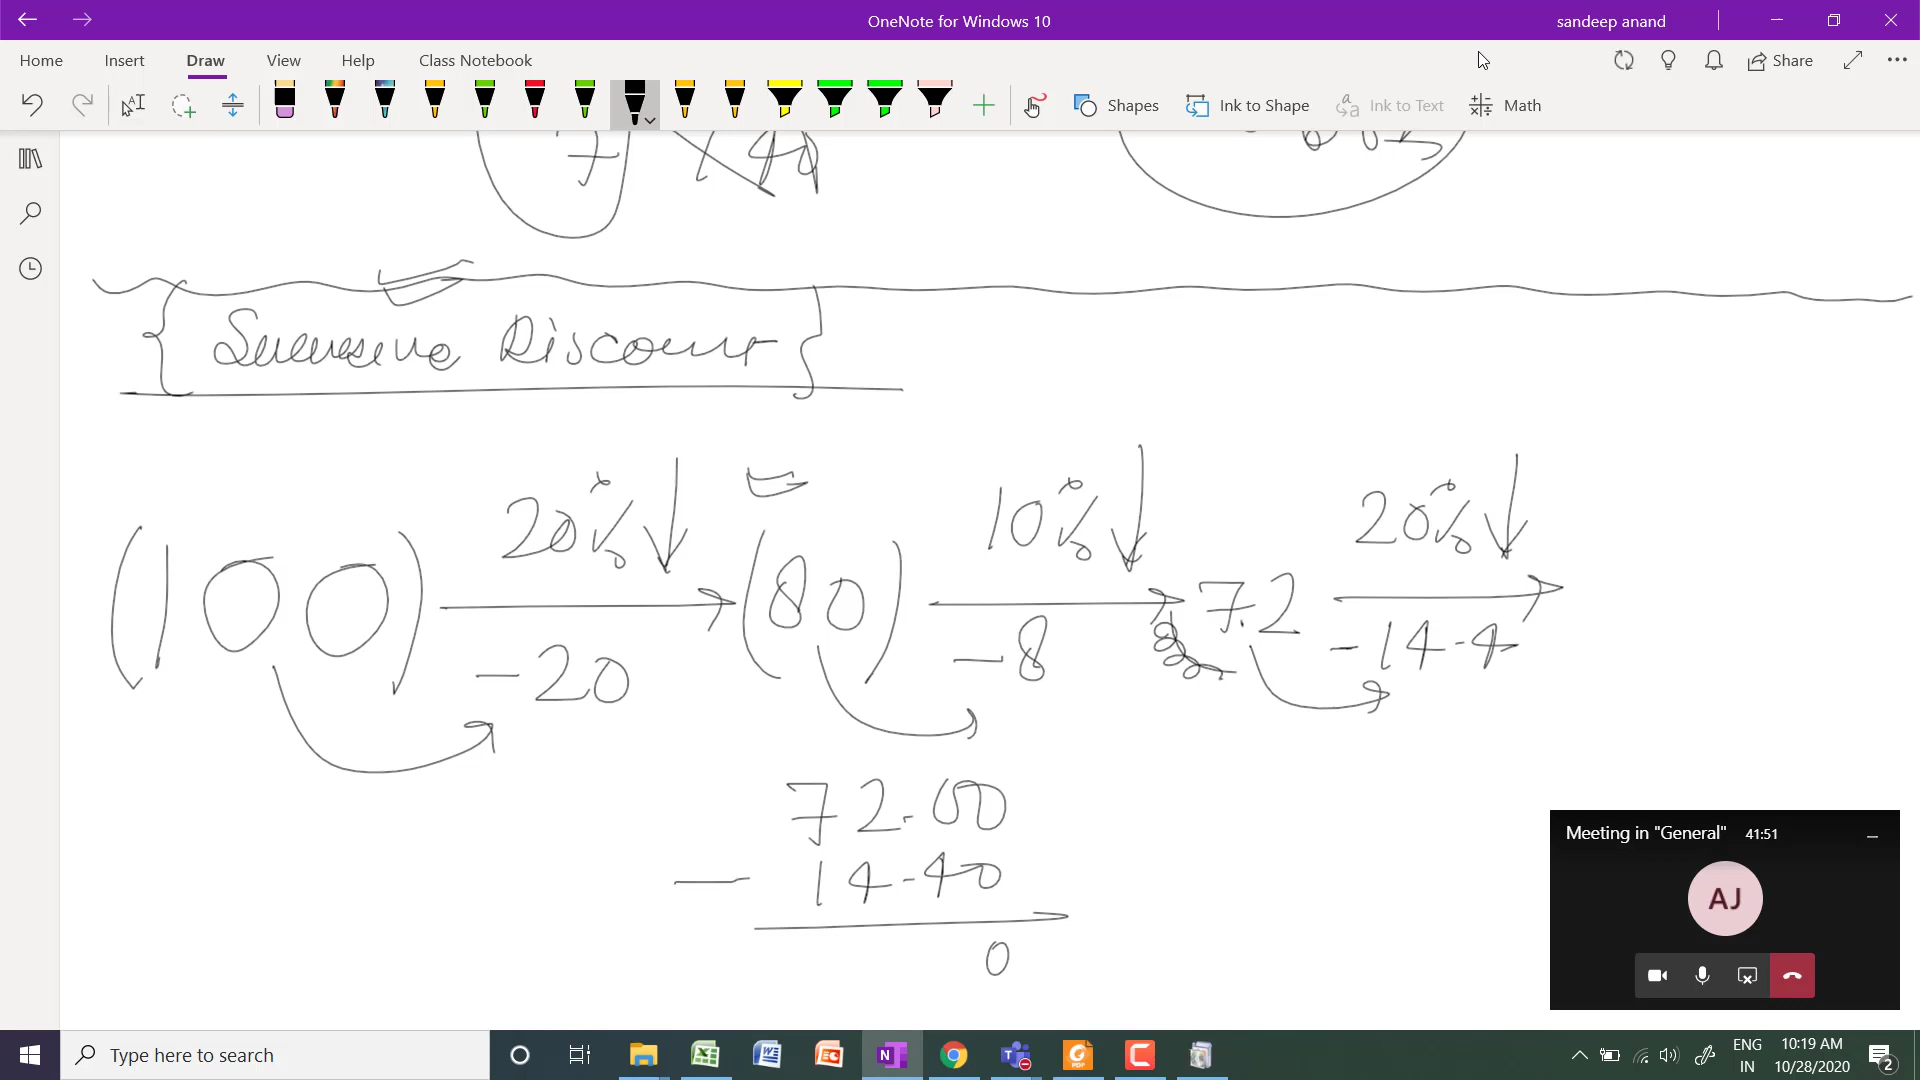 OneNote for Windows 10
sandeep anand
Home Insert Draw View Help Class Notebook
Share
Shapes Ink to Shape Ink to Text Math
7
{ Successive Discount }
20% 10% 20%
(100) (80) 72
-20 -8 -14.4
72.00
- 14.40
0
Meeting in "General" 41:51
AJ
Type here to search
ENG 10:19 AM
IN 10/28/2020
2